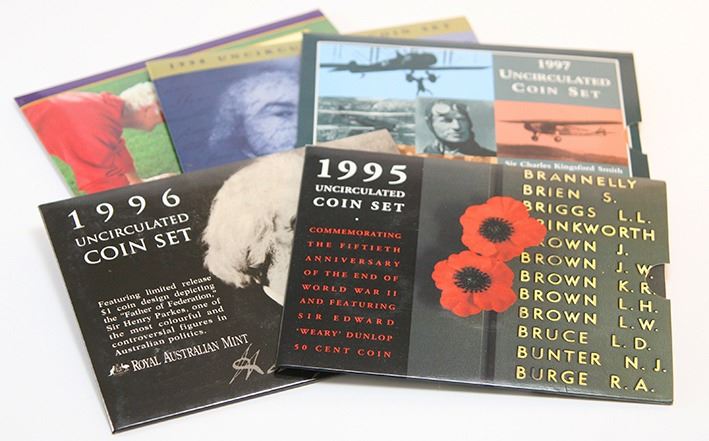 1998 UNCIRCULATED COIN SET
1997
UNCIRCULATED
COIN SET
Sir Charles Kingsford Smith
1996
UNCIRCULATED
COIN SET
Featuring limited release
$1 coin design depicting
the "Father of Federation",
Sir Henry Parkes, one of
the most colourful and
controversial figures in
Australian politics.
ROYAL AUSTRALIAN MINT
1995
UNCIRCULATED
COIN SET
COMMEMORATING
THE FIFTIETH
ANNIVERSARY
OF THE END OF
WORLD WAR II
AND FEATURING
SIR EDWARD
'WEARY' DUNLOP
50 CENT COIN
BRANNELLY
BRIEN S.
BRIGGS L.L.
BRINKWORTH
BROWN J.
BROWN J.W.
BROWN K.R.
BROWN L.H.
BROWN L.W.
BRUCE L.D.
BUNTER N.J.
BURGE R.A.